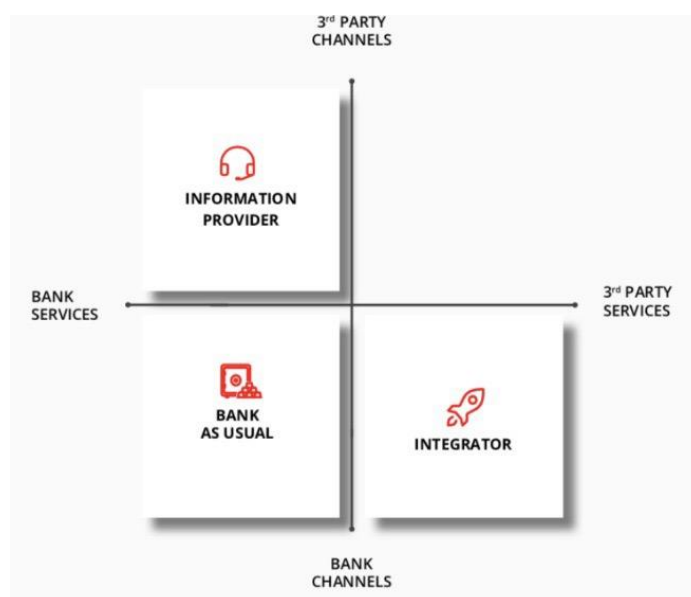 3rd PARTY
CHANNELS
INFORMATION
PROVIDER
BANK
SERVICES
3rd PARTY
SERVICES
BANK
AS USUAL
INTEGRATOR
BANK
CHANNELS